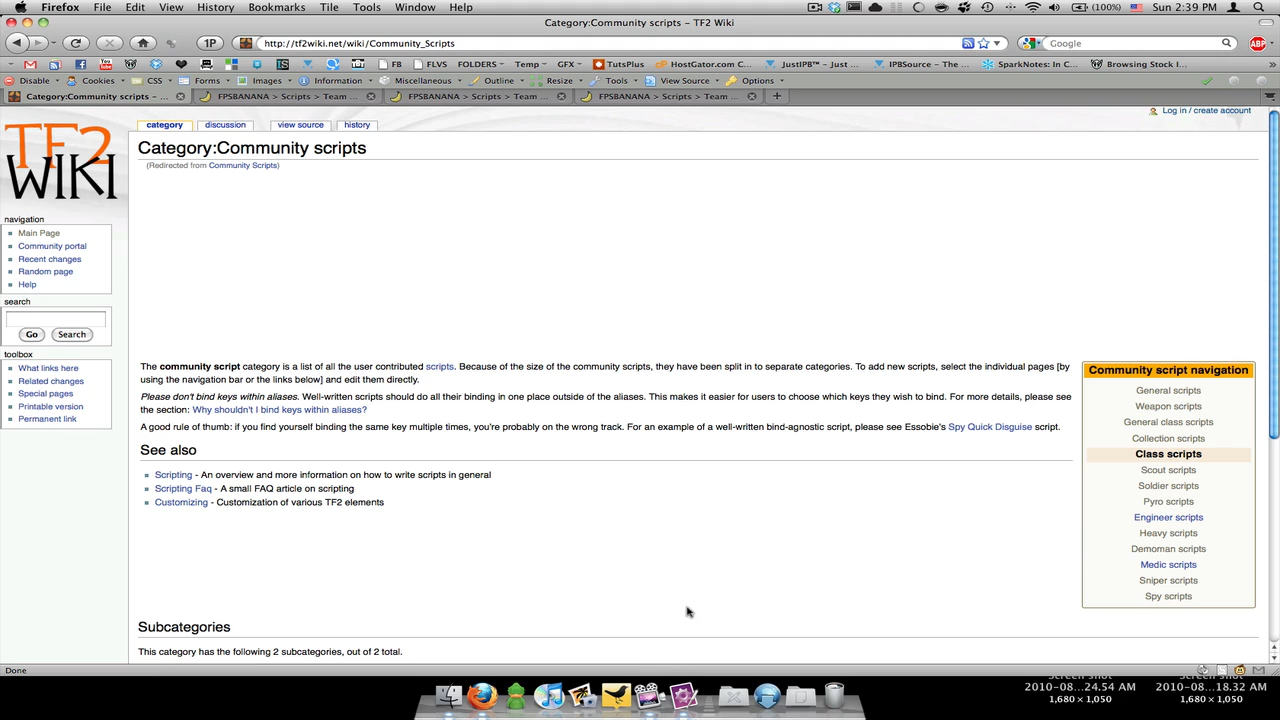 Firefox File Edit View History Bookmarks Tile Tools Window Help (100%) Sun 2:39 PM
Category:Community scripts – TF2 Wiki
1P http://tf2wiki.net/wiki/Community_Scripts Google ABP
FB FLVS FOLDERS Temp GFX TutsPlus HostGator.com C... JustiPSTN
Disable Cookies CSS Forms Images Information Miscellaneous Outline Resize Tools View Source Options
Category:Community scripts – ... FPSBANANA > Scripts > Team ... FPSBANANA > Scripts > Team ... FPSBANANA > Scripts > Team ...
Log in / create account
category discussion view source history
TF2 WIKI
Category:Community scripts
(Redirected from Community Scripts)
navigation
Main Page
Community portal
Recent changes
Random page
Help
search
Go Search
toolbox
What links here
Related changes
Special pages
Printable version
Permanent link
The community script category is a list of all the user contributed scripts. Because of the size of the community scripts, they have been split in to separate categories. To add new scripts, select the individual pages [by
using the navigation bar or the links below] and edit them directly.
Please don't bind keys within aliases. Well-written scripts should do all their binding in one place outside of the aliases. This makes it easier for users to choose which keys they wish to bind. For more details, please see
the section: Why shouldn't I bind keys within aliases?
A good rule of thumb: if you find yourself binding the same key multiple times, you're probably on the wrong track. For an example of a well-written bind-agnostic script, please see Essobie's Spy Quick Disguise script.
See also
Scripting - An overview and more information on how to write scripts in general
Scripting Faq - A small FAQ article on scripting
Customizing - Customization of various TF2 elements
Community script navigation
General scripts
Weapon scripts
General class scripts
Collection scripts
Class scripts
Scout scripts
Soldier scripts
Pyro scripts
Engineer scripts
Heavy scripts
Demoman scripts
Medic scripts
Sniper scripts
Spy scripts
Subcategories
This category has the following 2 subcategories, out of 2 total.
Done
2010-08...24.54 AM 2010-08...18.32 AM
1,680 × 1,050 1,680 × 1,050